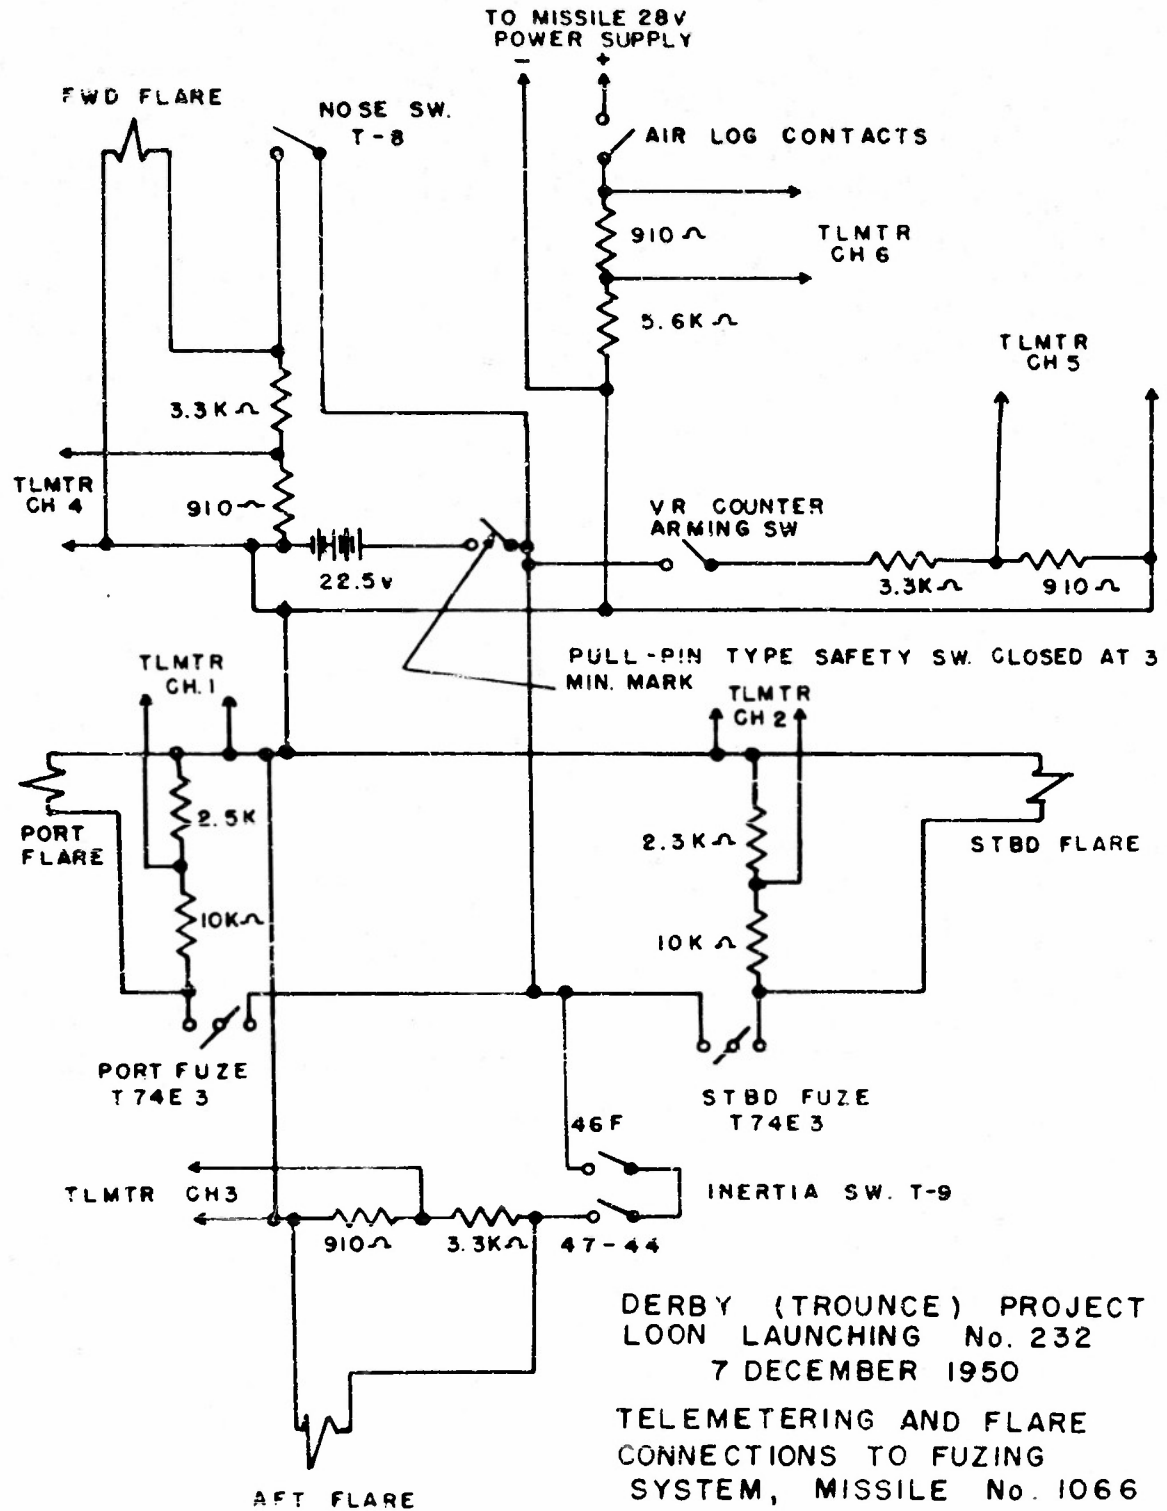 TO MISSILE 28V
POWER SUPPLY
- +
FWD FLARE
NOSE SW.
T-8
AIR LOG CONTACTS
910 Ω
TLMTR
CH 6
5.6K Ω
TLMTR
CH 5
3.3K Ω
TLMTR
CH 4
910
22.5V
VR COUNTER
ARMING SW
3.3K Ω
910 Ω
PULL-PIN TYPE SAFETY SW. CLOSED AT 3
MIN. MARK
TLMTR
CH. 1
TLMTR
CH 2
PORT
FLARE
2.5K
2.3K Ω
STBD FLARE
10K Ω
10K Ω
PORT FUZE
T74E3
STBD FUZE
T74E3
46F
TLMTR CH3
INERTIA SW. T-9
910 Ω
3.3K Ω
47-44
DERBY (TROUNCE) PROJECT
LOON LAUNCHING No. 232
7 DECEMBER 1950
TELEMETERING AND FLARE
CONNECTIONS TO FUZING
SYSTEM, MISSILE No. 1066
AFT FLARE